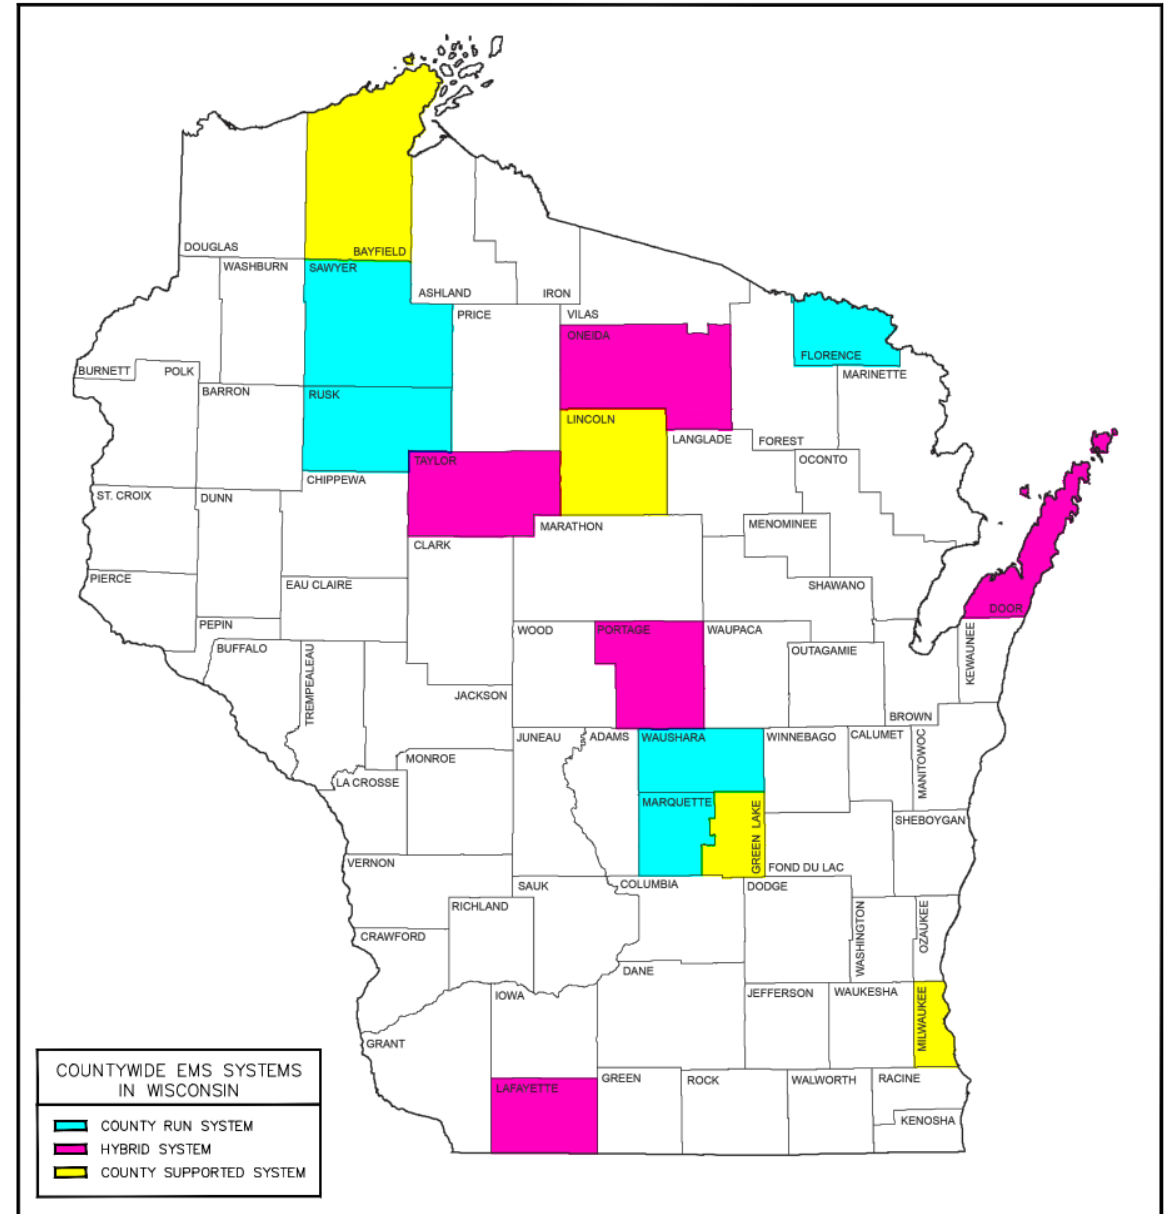 DOUGLAS
BAYFIELD
WASHBURN
SAWYER
ASHLAND
IRON
PRICE
VILAS
ONEIDA
FLORENCE
BURNETT
POLK
MARINETTE
BARRON
RUSK
LINCOLN
LANGLADE
FOREST
TAYLOR
OCONTO
CHIPPEWA
ST. CROIX
DUNN
MARATHON
MENOMINEE
CLARK
PIERCE
EAU CLAIRE
SHAWANO
DOOR
PEPIN
WOOD
PORTAGE
WAUPACA
BUFFALO
TREMPEALEAU
OUTAGAMIE
KEWAUNEE
JACKSON
BROWN
JUNEAU
ADAMS
WAUSHARA
WINNEBAGO
CALUMET
MANITOWOC
MONROE
LA CROSSE
MARQUETTE
GREEN LAKE
SHEBOYGAN
VERNON
FOND DU LAC
SAUK
COLUMBIA
DODGE
RICHLAND
WASHINGTON
OZAUKEE
CRAWFORD
DANE
IOWA
JEFFERSON
WAUKESHA
MILWAUKEE
GRANT
LAFAYETTE
GREEN
ROCK
WALWORTH
RACINE
KENOSHA
COUNTYWIDE EMS SYSTEMS
IN WISCONSIN
COUNTY RUN SYSTEM
HYBRID SYSTEM
COUNTY SUPPORTED SYSTEM